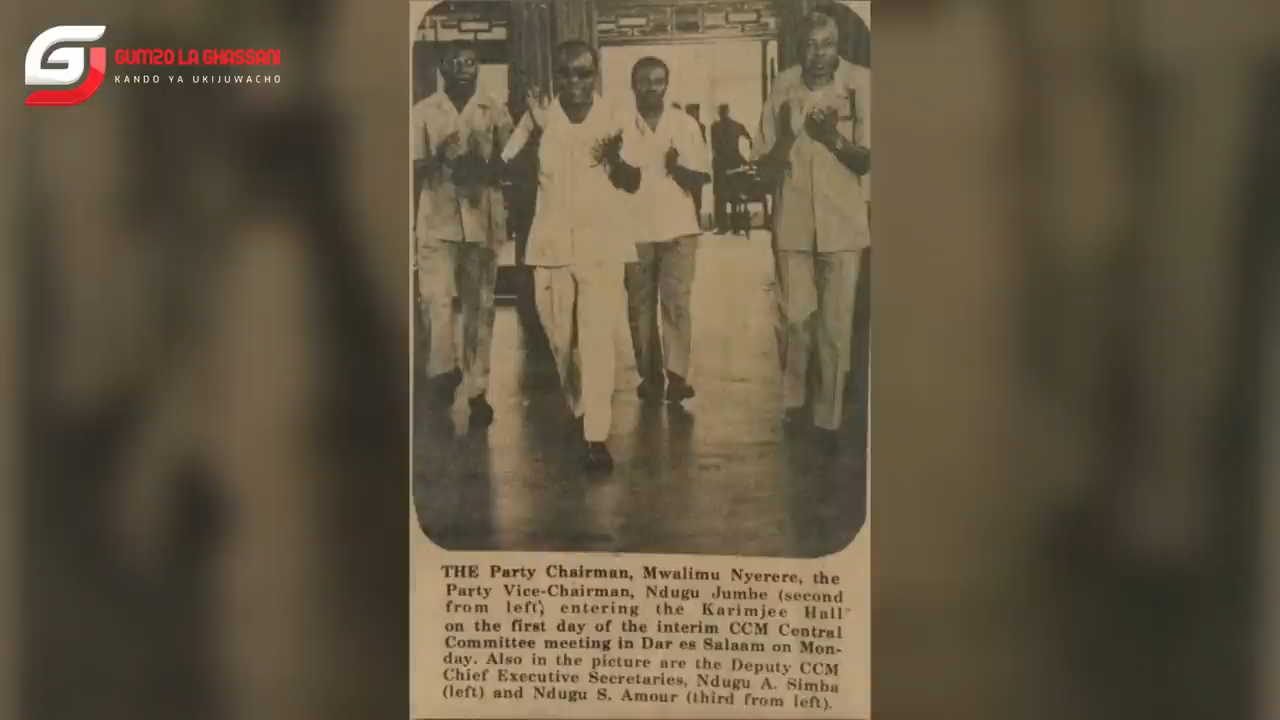 GUMZO LA GHASSANI
KANDO YA UKIJUWACHO
THE Party Chairman, Mwalimu Nyerere, the
Party Vice-Chairman, Ndugu Jumbe (second
from left) entering the Karimjee Hall
on the first day of the interim CCM Central
Committee meeting in Dar es Salaam on Mon-
day. Also in the picture are the Deputy CCM
Chief Executive Secretaries, Ndugu A. Simba
(left) and Ndugu S. Amour (third from left).